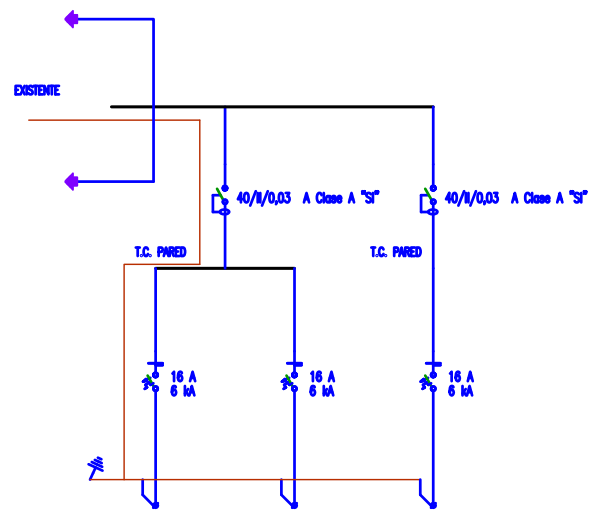 EXISTENTE
40/II/0,03 A Clase A "Si"
40/II/0,03 A Clase A "Si"
T.C. PARED
T.C. PARED
16 A
6 kA
16 A
6 kA
16 A
6 kA